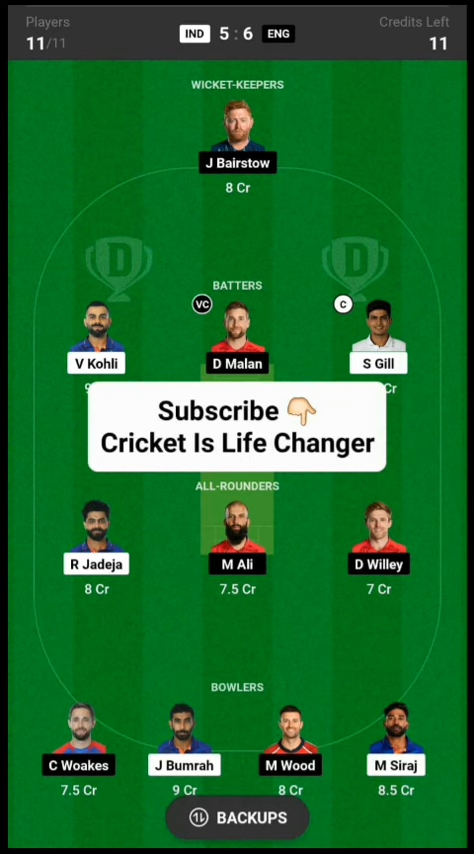 Players
Credits Left
11/11
IND 5 : 6 ENG
11
WICKET-KEEPERS
J Bairstow
8 Cr
BATTERS
VC
C
V Kohli
D Malan
S Gill
9
Cr
Subscribe 👇🏻
Cricket Is Life Changer
ALL-ROUNDERS
R Jadeja
M Ali
D Willey
8 Cr
7.5 Cr
7 Cr
BOWLERS
C Woakes
J Bumrah
M Wood
M Siraj
7.5 Cr
9 Cr
8 Cr
8.5 Cr
BACKUPS